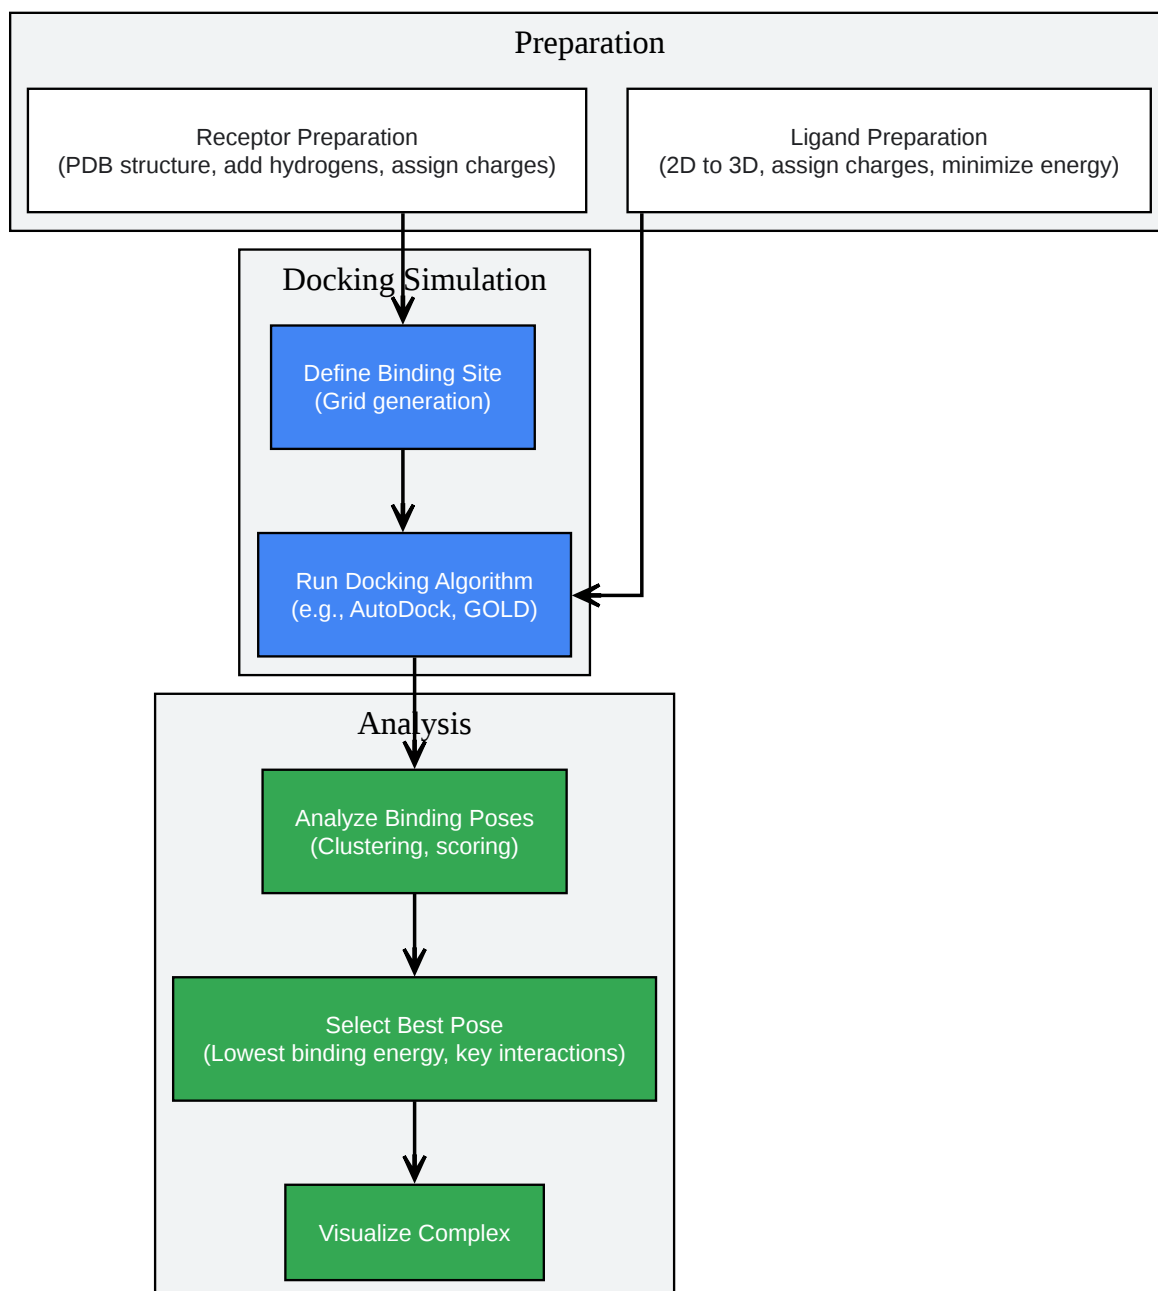 Preparation
Receptor Preparation
(PDB structure, add hydrogens, assign charges)
Ligand Preparation
(2D to 3D, assign charges, minimize energy)
Docking Simulation
Define Binding Site
(Grid generation)
Run Docking Algorithm
(e.g., AutoDock, GOLD)
Analysis
Analyze Binding Poses
(Clustering, scoring)
Select Best Pose
(Lowest binding energy, key interactions)
Visualize Complex